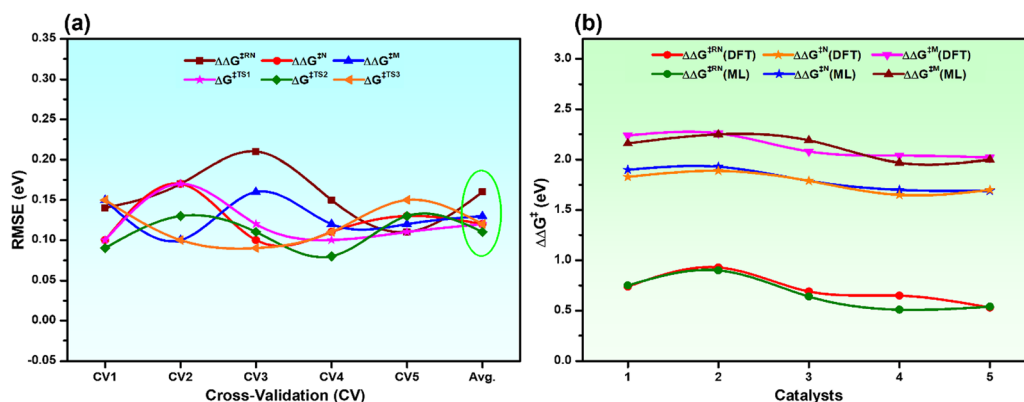 (a)
0.35
0.30
0.25
0.20
0.15
0.10
0.05
0.00
-0.05
RMSE (eV)
ΔΔG‡RN ΔΔG‡N ΔΔG‡M
ΔG‡TS1 ΔG‡TS2 ΔG‡TS3
CV1 CV2 CV3 CV4 CV5 Avg.
Cross-Validation (CV)
(b)
3.0
2.5
2.0
1.5
1.0
0.5
0.0
ΔΔG‡ (eV)
ΔΔG‡RN(DFT) ΔΔG‡N(DFT) ΔΔG‡M(DFT)
ΔΔG‡RN(ML) ΔΔG‡N(ML) ΔΔG‡M(ML)
1 2 3 4 5
Catalysts